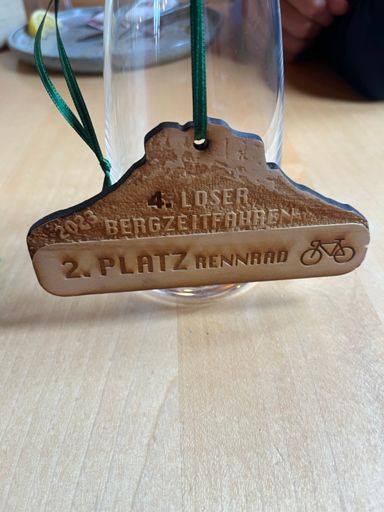 2023
4. LOSER
BERGZEITFAHREN
2. PLATZ RENNRAD